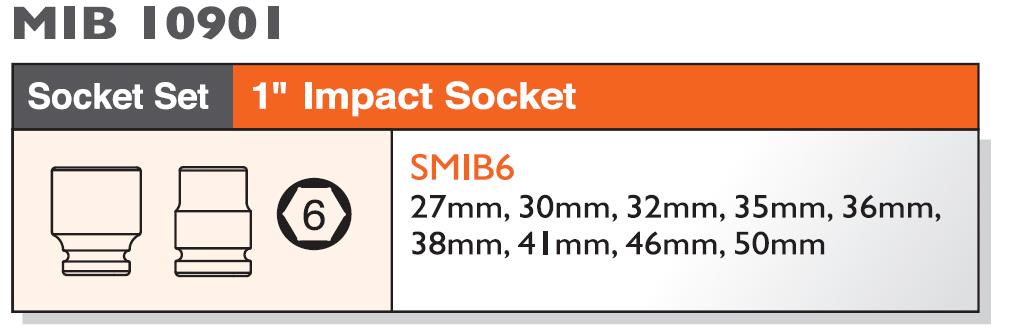 MIB 10901
Socket Set
1" Impact Socket
6
SMIB6
27mm, 30mm, 32mm, 35mm, 36mm,
38mm, 41mm, 46mm, 50mm